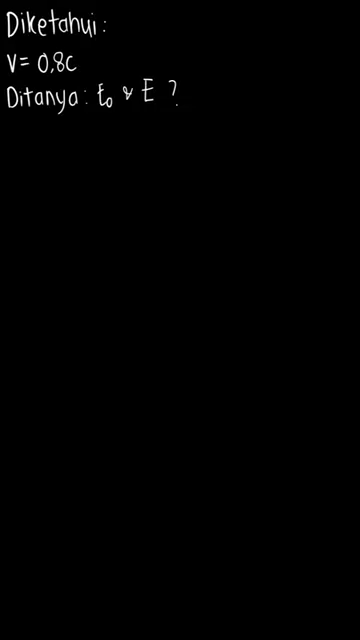 Diketahui:
V = 0,8c
Ditanya: E₀ & E ?